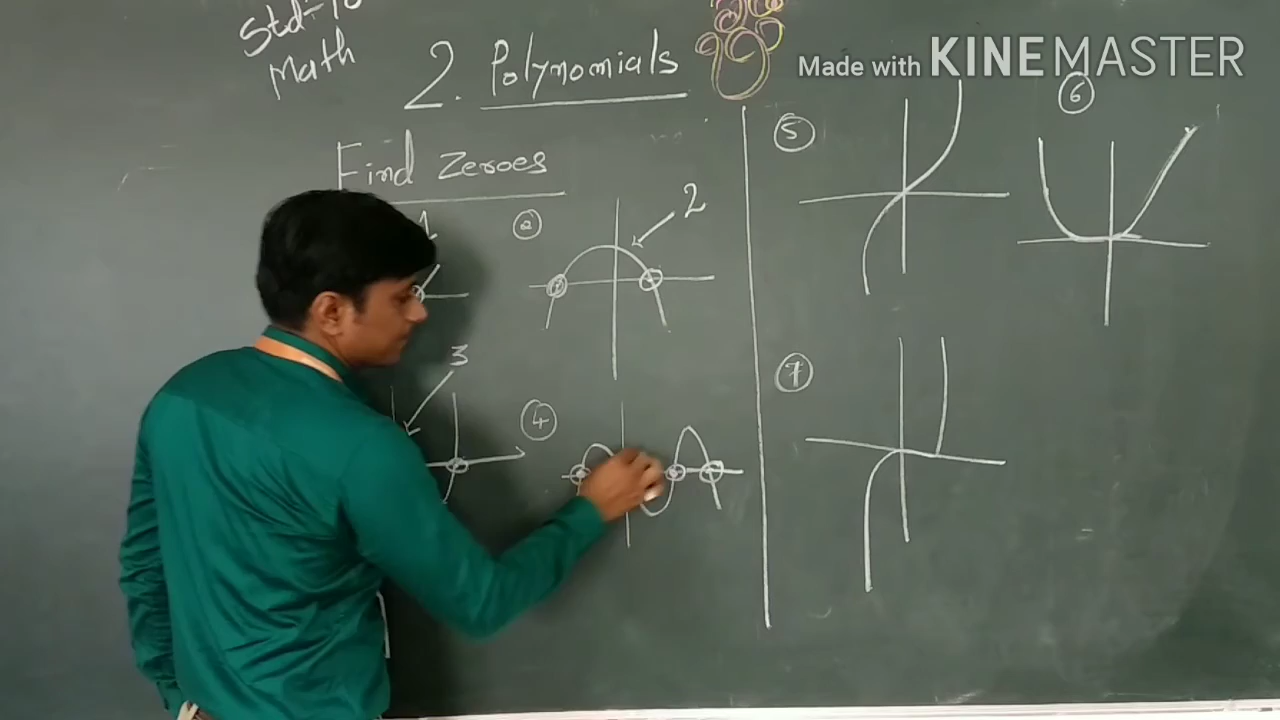 Std-10
Math
2. Polynomials
Made with KINEMASTER
Find Zeroes
1
②
2
3
④
⑤
⑥
⑦